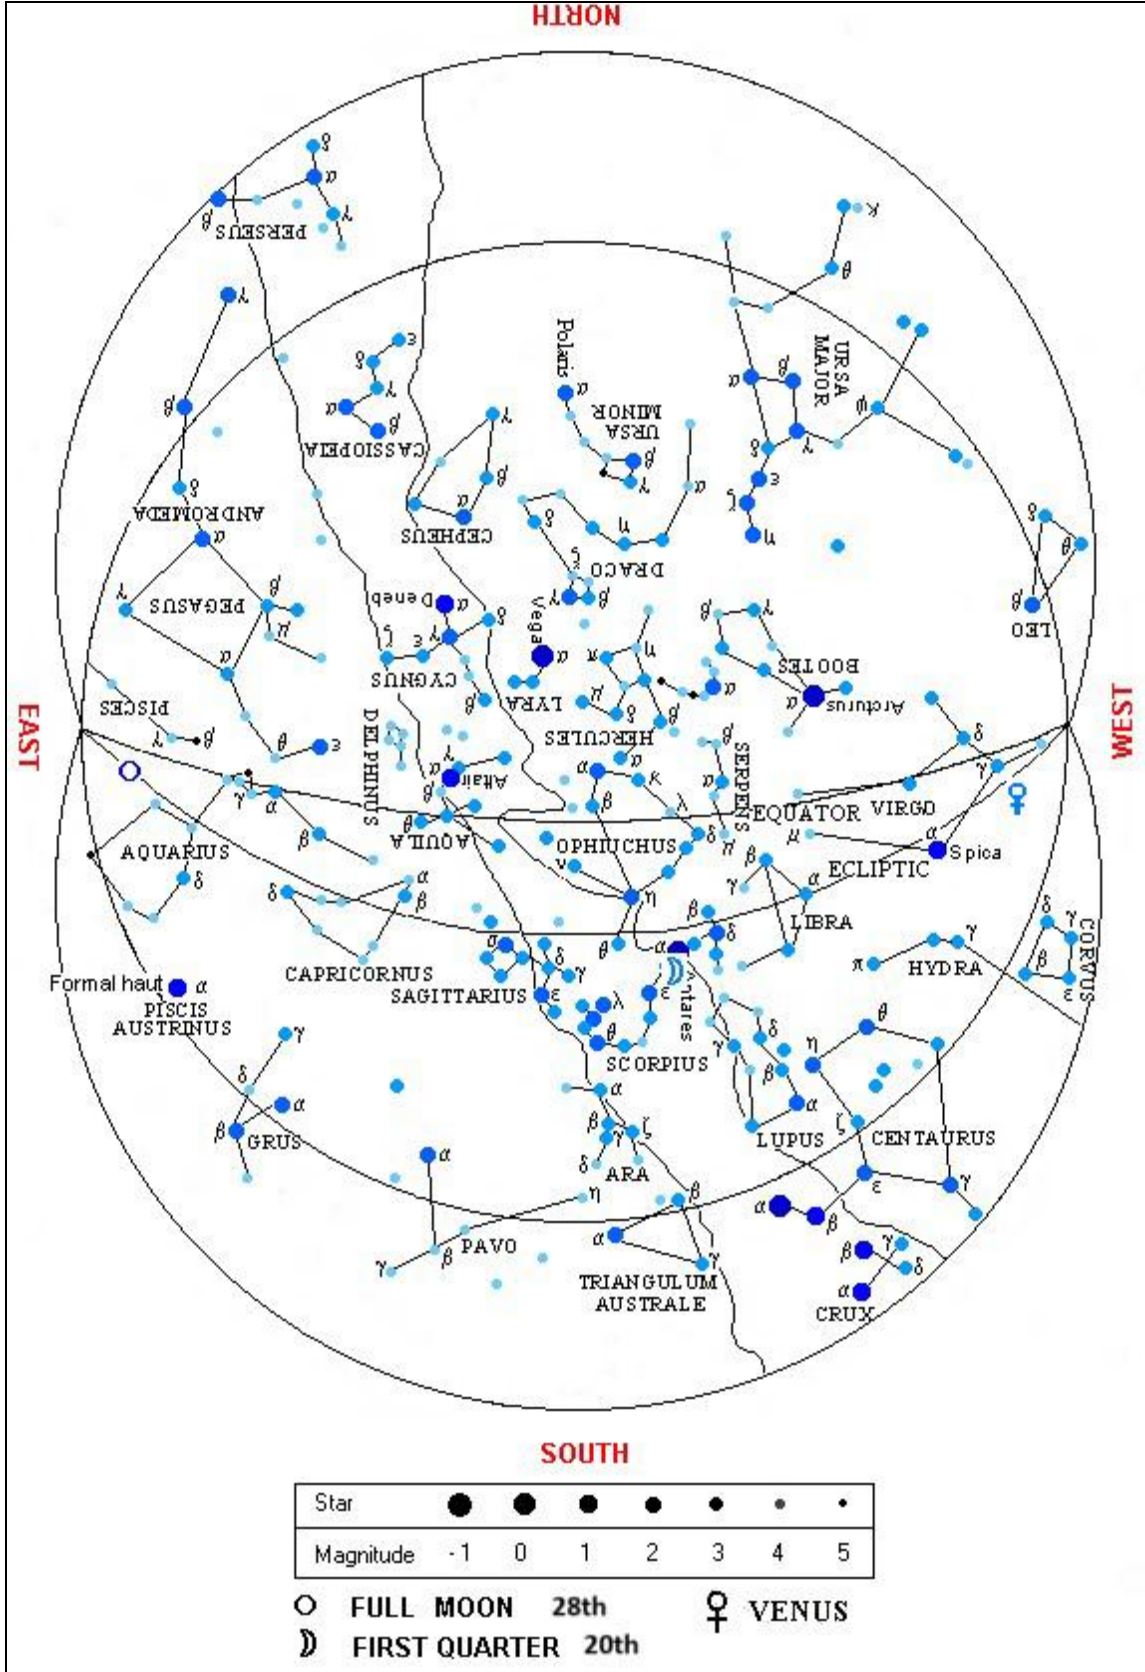 NORTH
δ
α
β
γ
PERSEUS
κ
θ
γ
ε
δ
γ
α
β
CASSIOPEIA
Polaris
α
URSA
MINOR
β
γ
URSA
MAJOR
α
β
γ
δ
ε
ζ
η
ψ
β
δ
ANDROMEDA
α
γ
β
α
CEPHEUS
δ
η
α
ζ
DRACO
γ
β
δ
θ
β
LEO
γ
PEGASUS
β
μ
α
θ
ε
Deneb
α
γ
δ
ε
ζ
CYGNUS
β
Vega
α
LYRA
π
η
μ
δ
β
HERCULES
α
β
γ
BOOTES
α
Arcturus
α
EAST
WEST
PISCES
γ
β
DELPHINUS
γ
α
Altair
β
θ
AQUILA
α
κ
β
λ
δ
OPHIUCHUS
ν
η
θ
β
α
SERPENS
μ
EQUATOR
VIRGO
δ
γ
μ
α
Spica
ECLIPTIC
♀
AQUARIUS
γ
α
β
δ
δ
α
β
CAPRICORNUS
β
γ
α
LIBRA
Formal haut
α
PISCIS
AUSTRINUS
σ
δ
γ
SAGITTARIUS
ε
α
β
δ
Antares
ε
λ
θ
SCORPIUS
π
γ
HYDRA
δ
γ
β
ε
CORVUS
γ
δ
α
β
GRUS
α
β
γ
ζ
δ
ARA
γ
δ
β
α
LUPUS
η
θ
ζ
CENTAURUS
ε
γ
α
β
α
η
PAVO
β
γ
β
α
γ
TRIANGULUM
AUSTRALE
β
γ
δ
α
CRUX
SOUTH
Star
Magnitude -1 0 1 2 3 4 5
FULL MOON 28th
♀ VENUS
FIRST QUARTER 20th